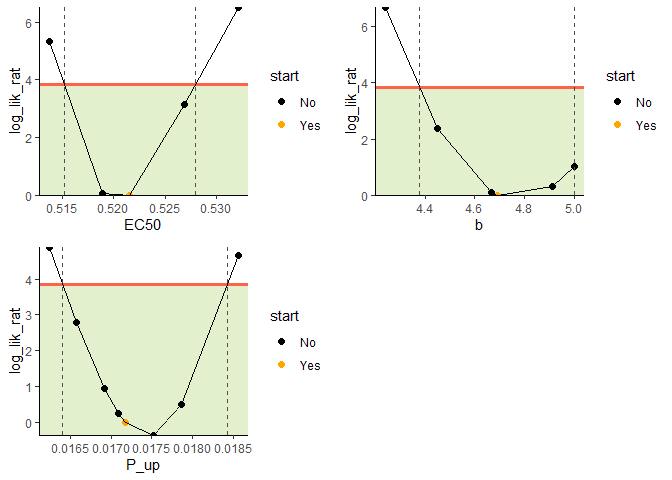 log_lik_rat
6
4
2
0
0.515
0.520
0.525
0.530
EC50
start
No
Yes
log_lik_rat
6
4
2
0
4.4
4.6
4.8
5.0
b
start
No
Yes
log_lik_rat
4
3
2
1
0
0.0165
0.0170
0.0175
0.0180
0.0185
P_up
start
No
Yes